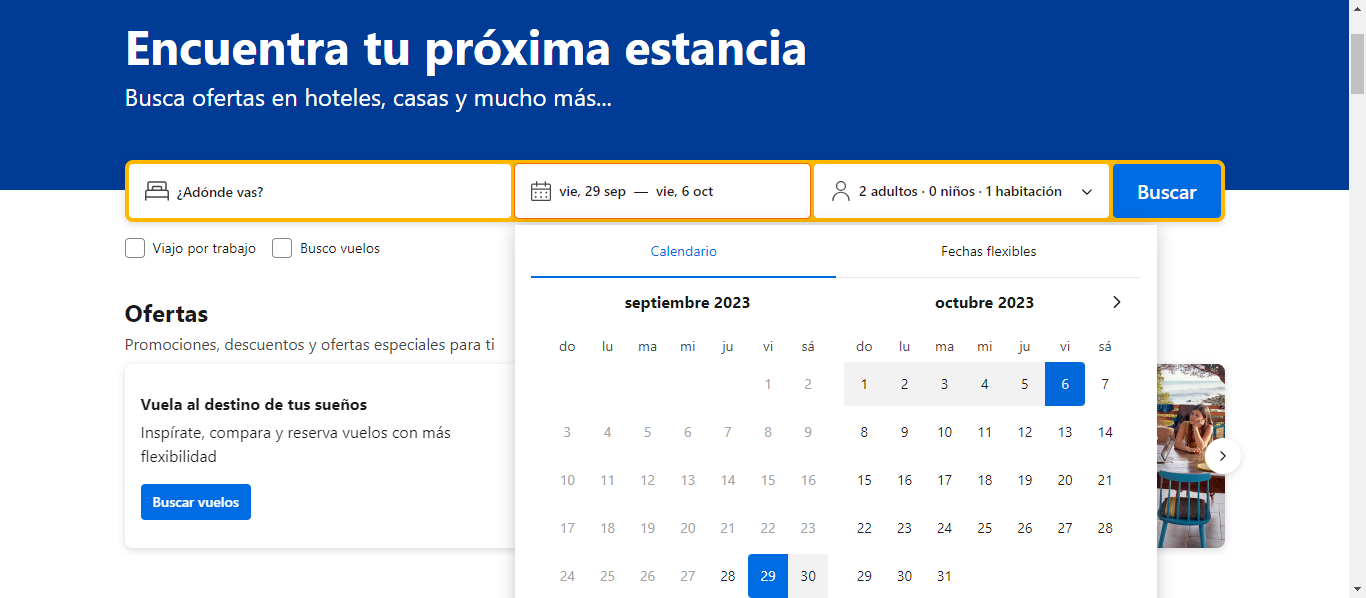 Encuentra tu próxima estancia
Busca ofertas en hoteles, casas y mucho más...
¿Adónde vas?
vie, 29 sep — vie, 6 oct
2 adultos · 0 niños · 1 habitación
Buscar
Viajo por trabajo
Busco vuelos
Ofertas
Promociones, descuentos y ofertas especiales para ti
Vuela al destino de tus sueños
Inspírate, compara y reserva vuelos con más
flexibilidad
Buscar vuelos
Calendario
Fechas flexibles
septiembre 2023
do lu ma mi ju vi sá
1 2
3 4 5 6 7 8 9
10 11 12 13 14 15 16
17 18 19 20 21 22 23
24 25 26 27 28 29 30
octubre 2023
do lu ma mi ju vi sá
1 2 3 4 5 6 7
8 9 10 11 12 13 14
15 16 17 18 19 20 21
22 23 24 25 26 27 28
29 30 31